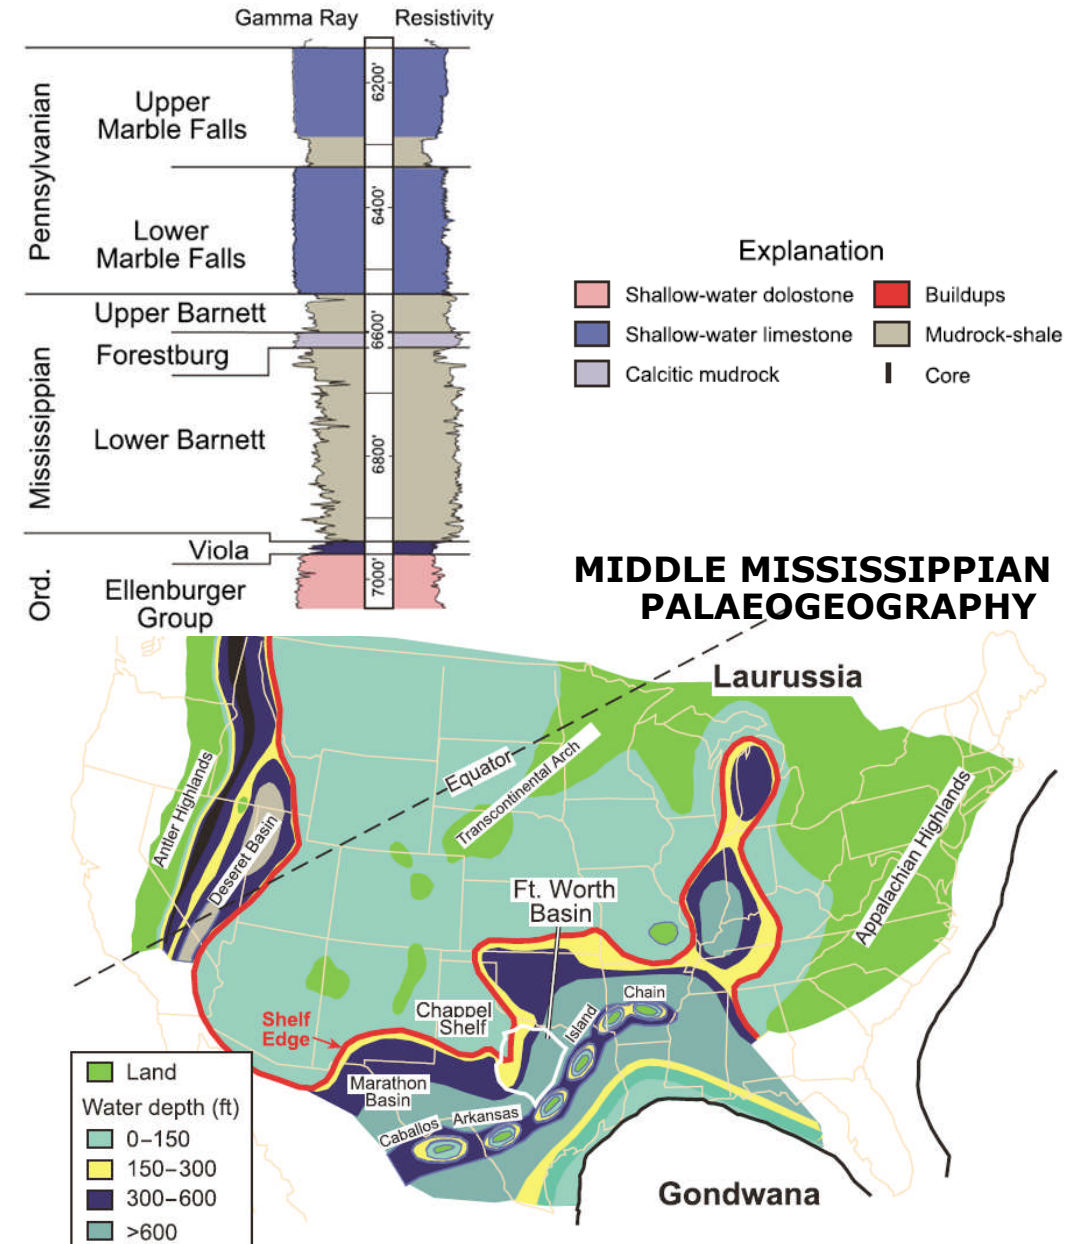 Gamma Ray Resistivity
Pennsylvanian
Upper
Marble Falls
Lower
Marble Falls
Mississippian
Upper Barnett
Forestburg
Lower Barnett
Ord.
Viola
Ellenburger
Group
6200'
6400'
6600'
6800'
7000'
Explanation
Shallow-water dolostone
Buildups
Shallow-water limestone
Mudrock-shale
Calcitic mudrock
Core
MIDDLE MISSISSIPPIAN
PALAEOGEOGRAPHY
Laurussia
Equator
Transcontinental Arch
Antler Highlands
Deseret Basin
Appalachian Highlands
Ft. Worth
Basin
Chappel
Shelf
Island
Chain
Shelf
Edge
Marathon
Basin
Caballos
Arkansas
Gondwana
Land
Water depth (ft)
0–150
150–300
300–600
>600